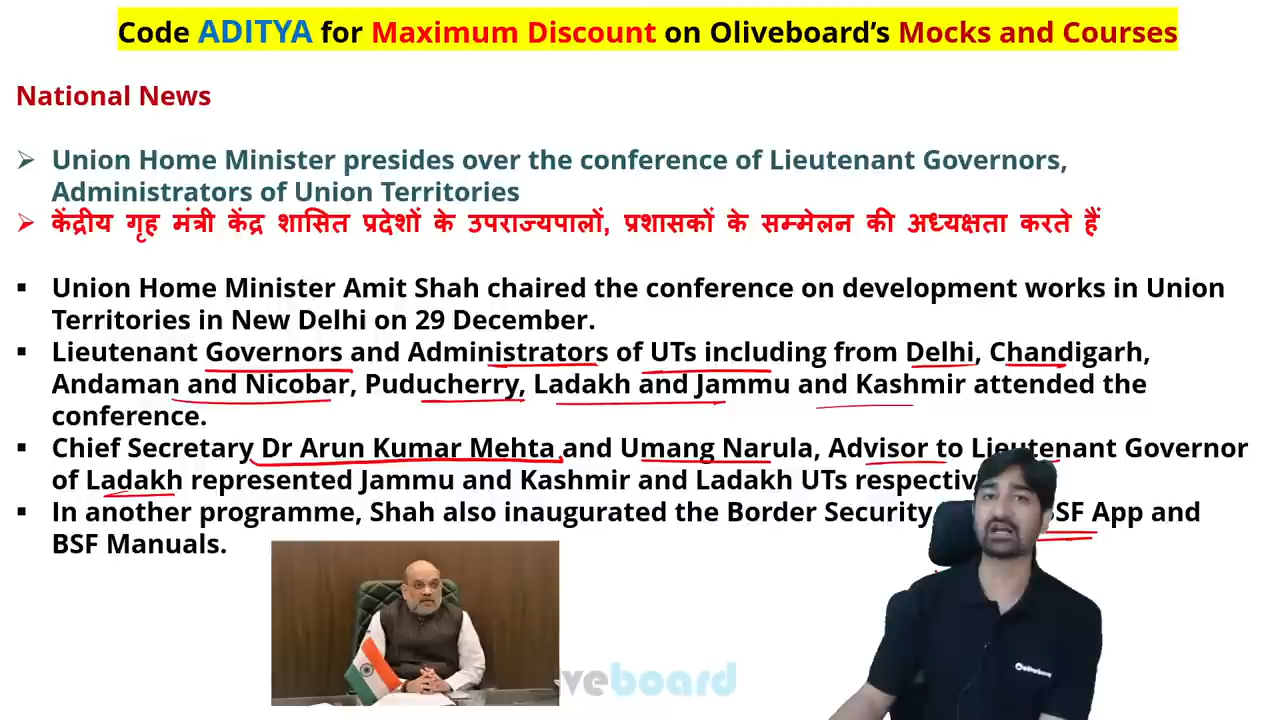 Code ADITYA for Maximum Discount on Oliveboard’s Mocks and Courses
National News
Union Home Minister presides over the conference of Lieutenant Governors,
Administrators of Union Territories
केंद्रीय गृह मंत्री केंद्र शासित प्रदेशों के उपराज्यपालों, प्रशासकों के सम्मेलन की अध्यक्षता करते हैं
Union Home Minister Amit Shah chaired the conference on development works in Union
Territories in New Delhi on 29 December.
Lieutenant Governors and Administrators of UTs including from Delhi, Chandigarh,
Andaman and Nicobar, Puducherry, Ladakh and Jammu and Kashmir attended the
conference.
Chief Secretary Dr Arun Kumar Mehta and Umang Narula, Advisor to Lieutenant Governor
of Ladakh represented Jammu and Kashmir and Ladakh UTs
In another programme, Shah also inaugurated the Border Security App and
BSF Manuals.